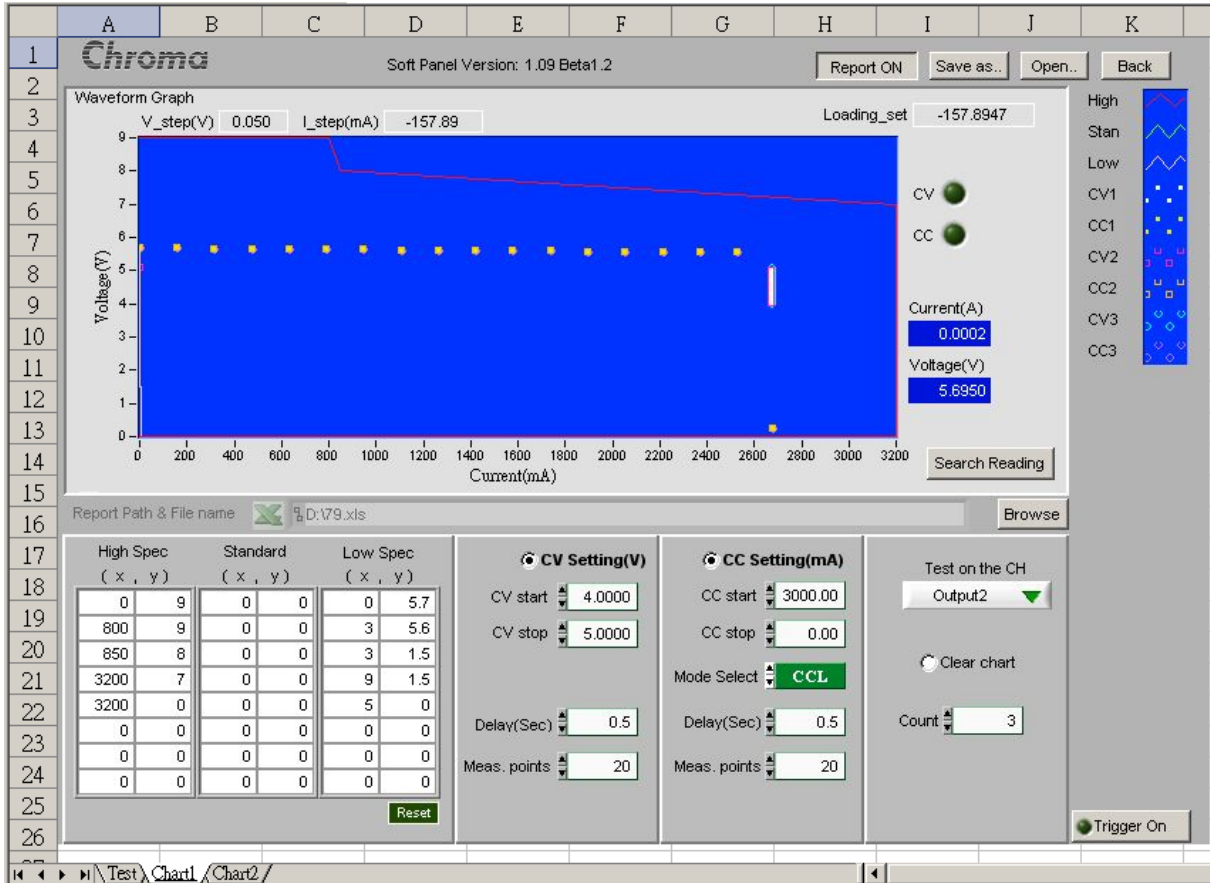 A B C D E F G H I J K
1 Chroma Soft Panel Version: 1.09 Beta1.2 Report ON Save as.. Open.. Back
2
3
4
5
6
7
8
9
10
11
12
13
14
15
16
17
18
19
20
21
22
23
24
25
26
Waveform Graph
V_step(V) 0.050 I_step(mA) -157.89 Loading_set -157.8947
9
8
7
6
5
4
3
2
1
0
Voltage(V)
0 200 400 600 800 1000 1200 1400 1600 1800 2000 2200 2400 2600 2800 3000 3200
Current(mA)
CV
CC
Current(A)
0.0002
Voltage(V)
5.6950
Search Reading
High
Stan
Low
CV1
CC1
CV2
CC2
CV3
CC3
Report Path & File name D:\79.xls Browse
High Spec Standard Low Spec
( x , y) ( x , y) ( x , y)
0 9 0 0 0 5.7
800 9 0 0 3 5.6
850 8 0 0 3 1.5
3200 7 0 0 9 1.5
3200 0 0 0 5 0
0 0 0 0 0 0
0 0 0 0 0 0
0 0 0 0 0 0
Reset
CV Setting(V)
CV start 4.0000
CV stop 5.0000
Delay(Sec) 0.5
Meas. points 20
CC Setting(mA)
CC start 3000.00
CC stop 0.00
Mode Select CCL
Delay(Sec) 0.5
Meas. points 20
Test on the CH
Output2
Clear chart
Count 3
Trigger On
Test Chart1 Chart2